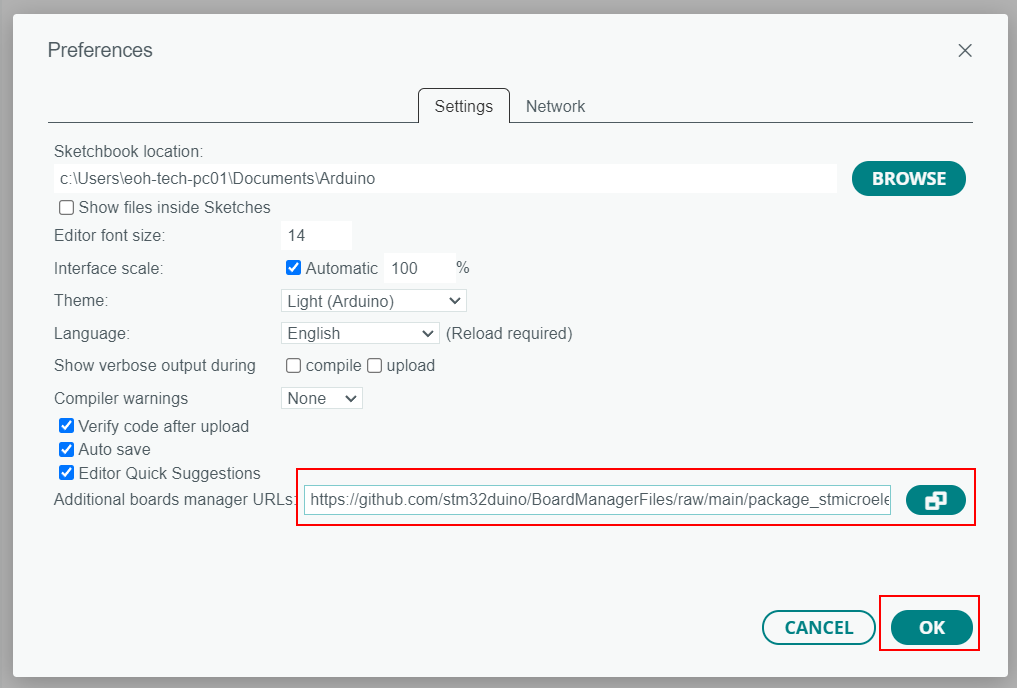 Preferences
Settings Network
Sketchbook location:
c:\Users\eoh-tech-pc01\Documents\Arduino BROWSE
Show files inside Sketches
Editor font size: 14
Interface scale: Automatic 100 %
Theme: Light (Arduino)
Language: English (Reload required)
Show verbose output during compile upload
Compiler warnings None
Verify code after upload
Auto save
Editor Quick Suggestions
Additional boards manager URLs: https://github.com/stm32duino/BoardManagerFiles/raw/main/package_stmicroele
CANCEL OK